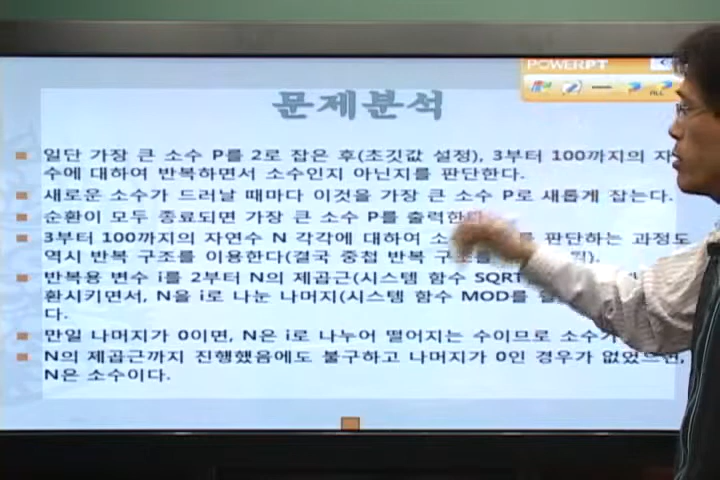 POWERPT
ALL
문제분석
일단 가장 큰 소수 P를 2로 잡은 후(초깃값 설정), 3부터 100까지의 자
수에 대하여 반복하면서 소수인지 아닌지를 판단한다.
새로운 소수가 드러날 때마다 이것을 가장 큰 소수 P로 새롭게 잡는다.
순환이 모두 종료되면 가장 큰 소수 P를 출력한다.
3부터 100까지의 자연수 N 각각에 대하여 판단하는 과정도
역시 반복 구조를 이용한다(결국 중첩 반복 구조
반복용 변수 i를 2부터 N의 제곱근(시스템 함수 SQRT
환시키면서, N을 i로 나눈 나머지(시스템 함수 MOD를
다.
만일 나머지가 0이면, N은 i로 나누어 떨어지는 수이므로 소수가
N의 제곱근까지 진행했음에도 불구하고 나머지가 0인 경우가 없었으면,
N은 소수이다.